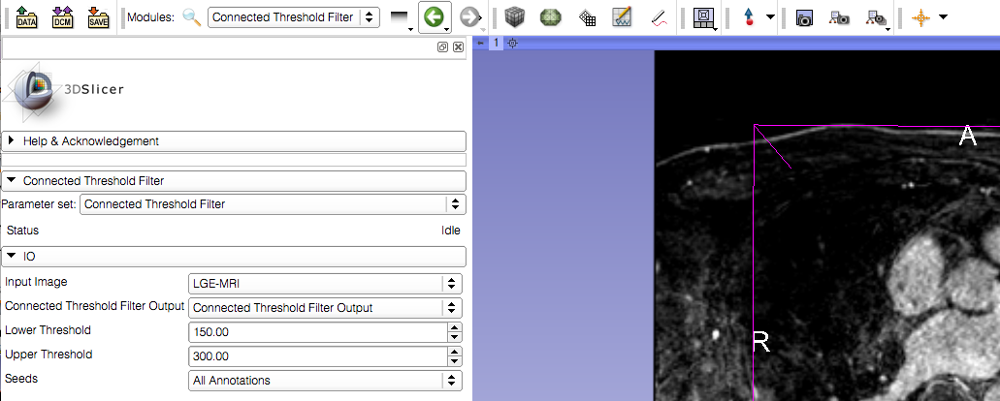 DATA DCM SAVE Modules: Connected Threshold Filter
1
3DSlicer
Help & Acknowledgement
Connected Threshold Filter
Parameter set: Connected Threshold Filter
Status Idle
IO
Input Image LGE-MRI
Connected Threshold Filter Output Connected Threshold Filter Output
Lower Threshold 150.00
Upper Threshold 300.00
Seeds All Annotations
A
R